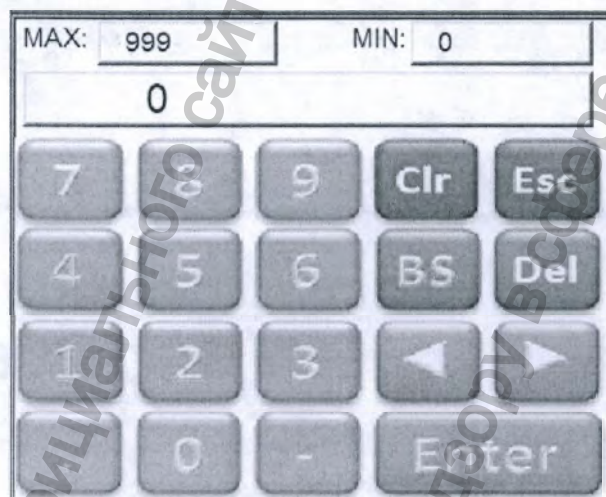 MAX: 999 MIN: 0
0
7 8 9 Clr Esc
4 5 6 BS Del
1 2 3 ◀ ▶
0 - Enter